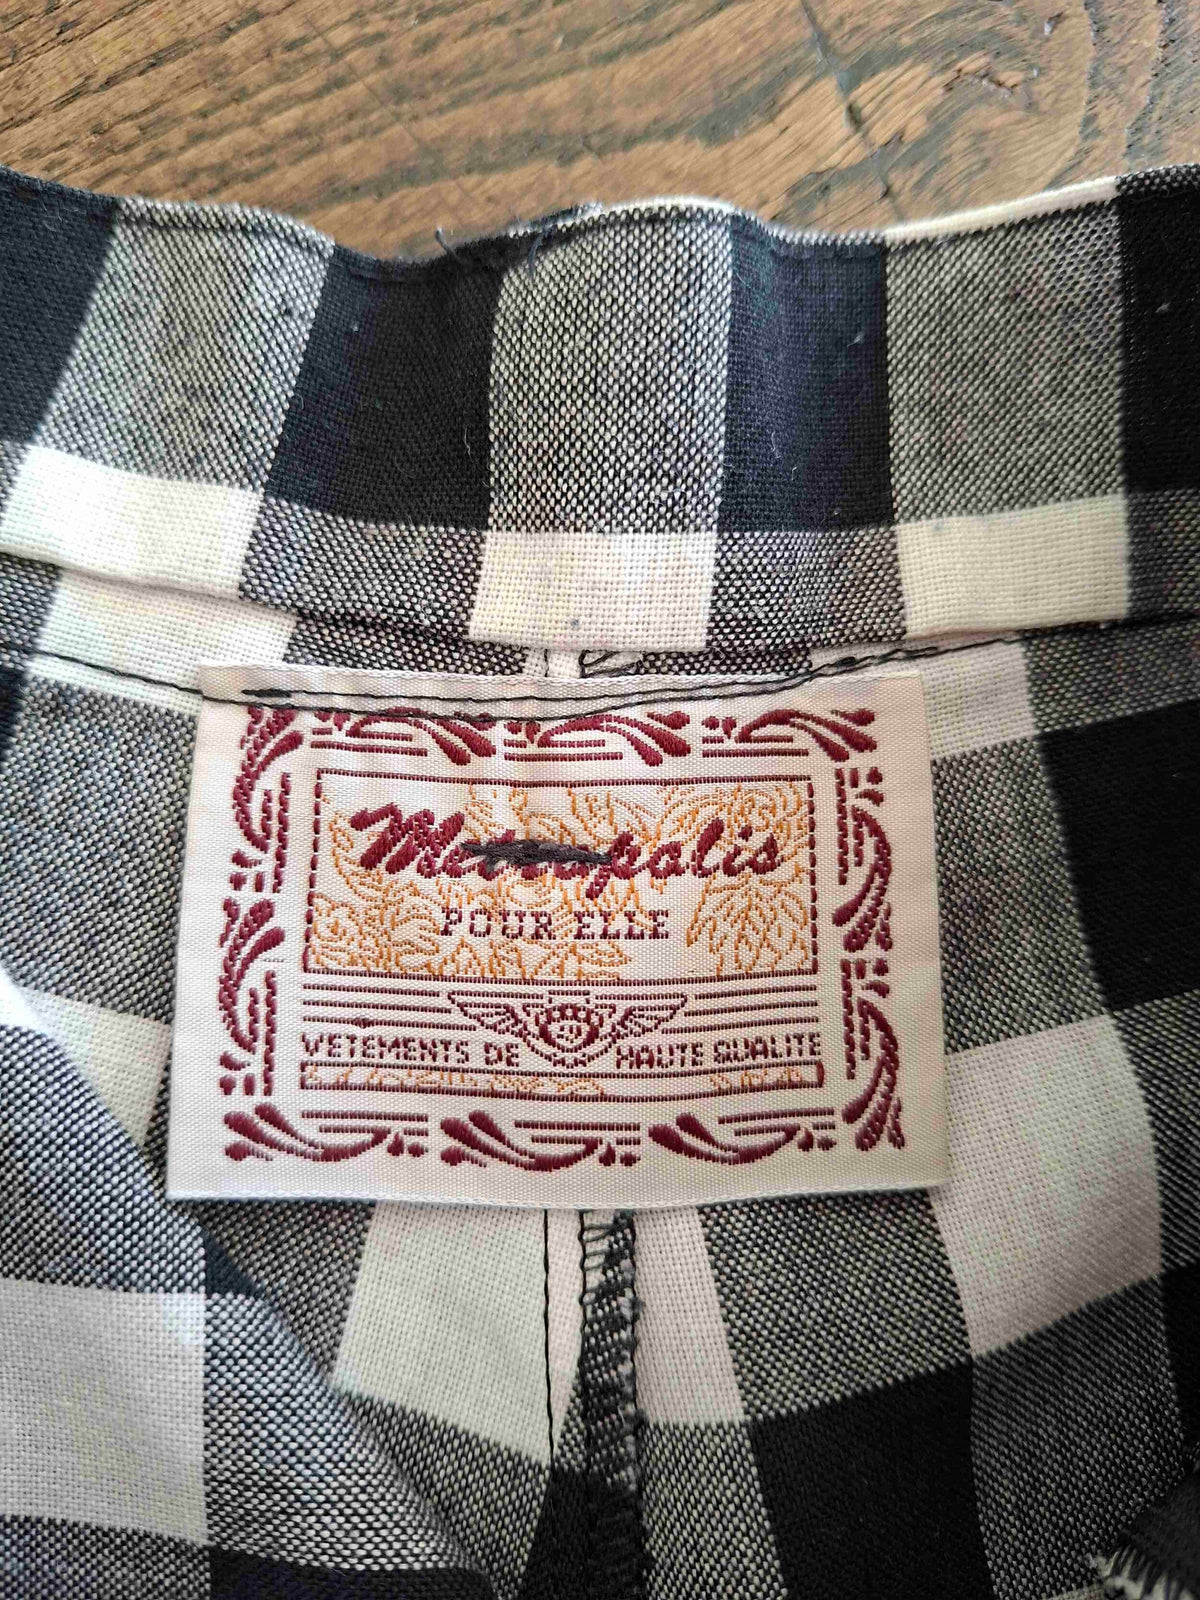 Metropolis
POUR ELLE
VETEMENTS DE HAUTE QUALITE